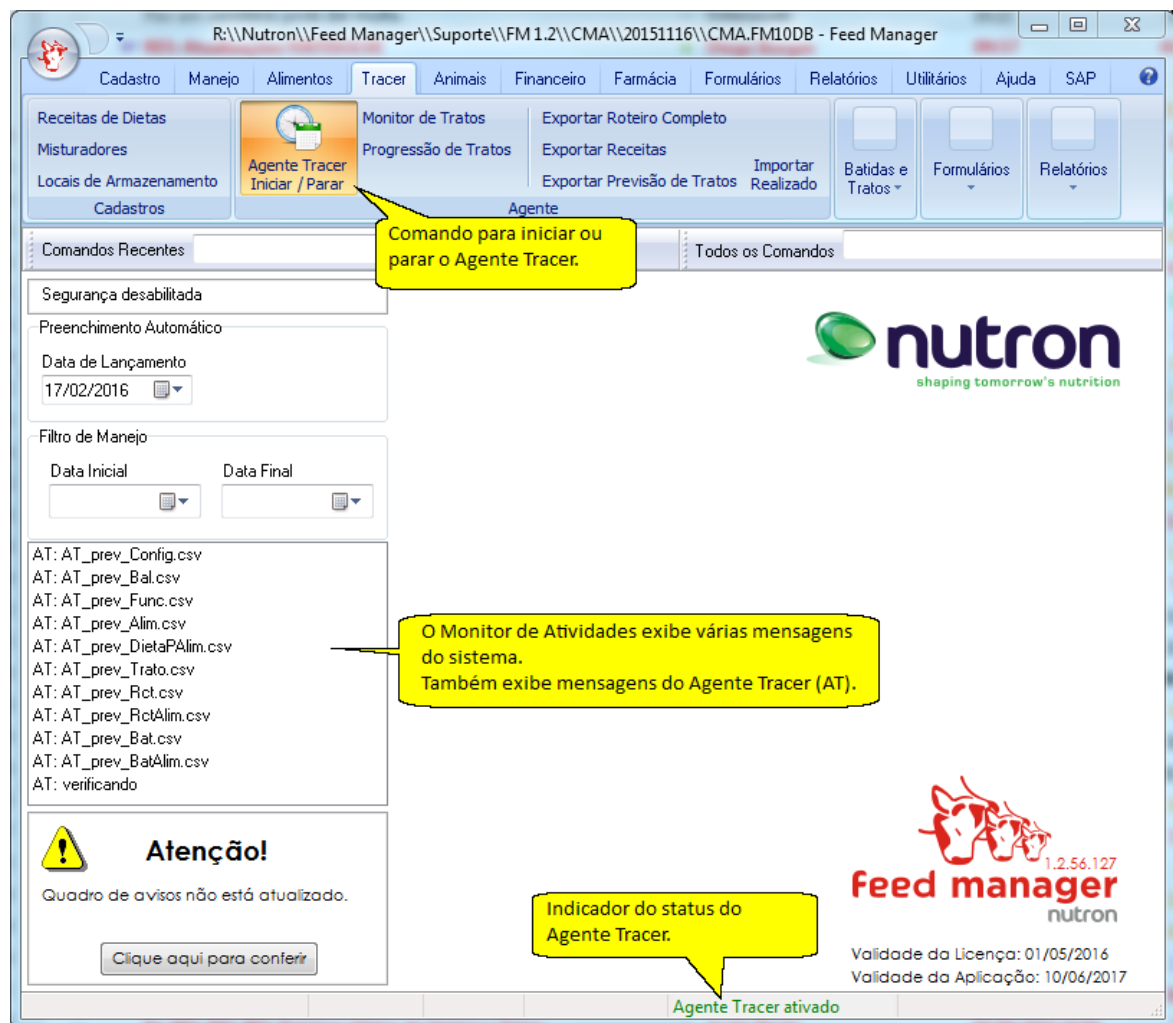 R:\\Nutron\\Feed Manager\\Suporte\\FM 1.2\\CMA\\20151116\\CMA.FM10DB - Feed Manager
Cadastro Manejo Alimentos Tracer Animais Financeiro Farmácia Formulários Relatórios Utilitários Ajuda SAP
Receitas de Dietas
Misturadores
Locais de Armazenamento
Cadastros
Agente Tracer
Iniciar / Parar
Monitor de Tratos
Progressão de Tratos
Exportar Roteiro Completo
Exportar Receitas
Exportar Previsão de Tratos
Importar
Realizado
Agente
Batidas e
Tratos
Formulários
Relatórios
Comando para iniciar ou
parar o Agente Tracer.
Comandos Recentes
Todos os Comandos
Segurança desabilitada
Preenchimento Automático
Data de Lançamento
17/02/2016
Filtro de Manejo
Data Inicial Data Final
nutron
shaping tomorrow's nutrition
AT: AT_prev_Config.csv
AT: AT_prev_Bal.csv
AT: AT_prev_Func.csv
AT: AT_prev_Alim.csv
AT: AT_prev_DietaPAlim.csv
AT: AT_prev_Trato.csv
AT: AT_prev_Rct.csv
AT: AT_prev_RctAlim.csv
AT: AT_prev_Bat.csv
AT: AT_prev_BatAlim.csv
AT: verificando
O Monitor de Atividades exibe várias mensagens
do sistema.
Também exibe mensagens do Agente Tracer (AT).
Atenção!
Quadro de avisos não está atualizado.
Clique aqui para conferir
Indicador do status do
Agente Tracer.
1.2.56.127
feed manager
nutron
Validade da Licença: 01/05/2016
Validade da Aplicação: 10/06/2017
Agente Tracer ativado